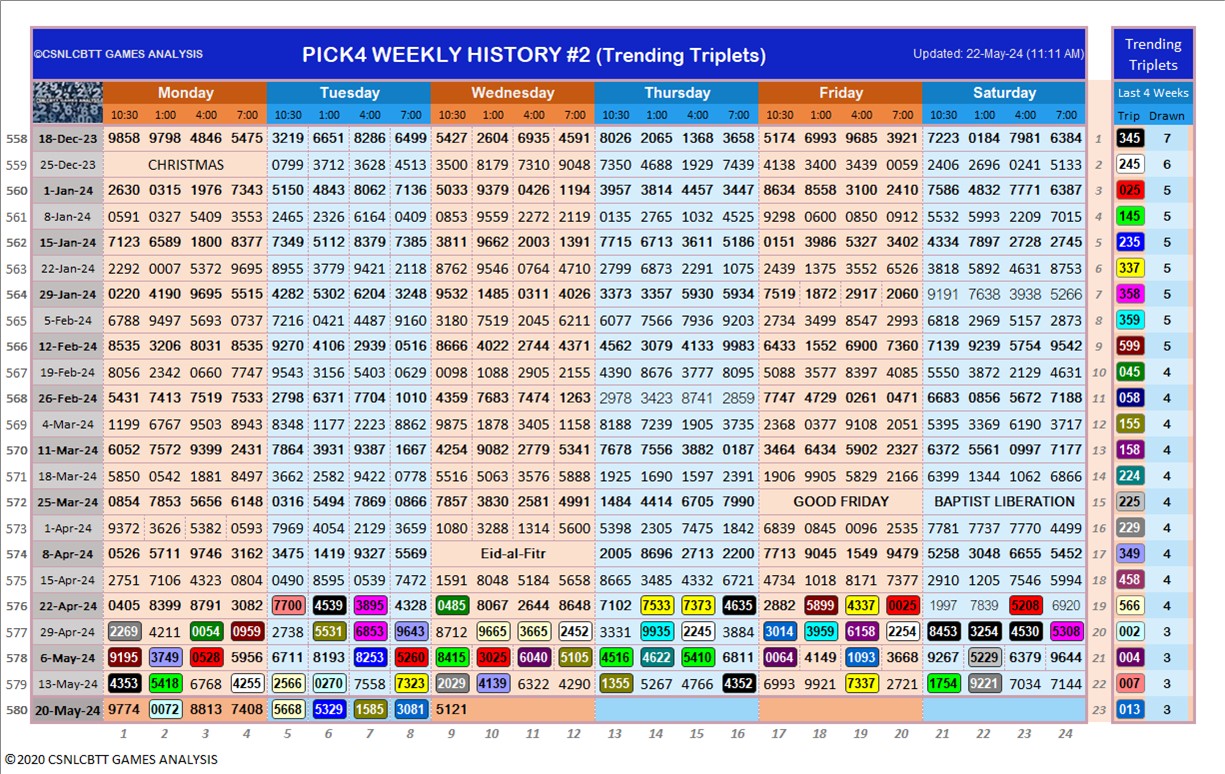 ©CSNLCBTT GAMES ANALYSIS PICK4 WEEKLY HISTORY #2 (Trending Triplets) Updated: 22-May-24 (11:11 AM) Trending Triplets
Monday Tuesday Wednesday Thursday Friday Saturday Last 4 Weeks
10:30 1:00 4:00 7:00 10:30 1:00 4:00 7:00 10:30 1:00 4:00 7:00 10:30 1:00 4:00 7:00 10:30 1:00 4:00 7:00 10:30 1:00 4:00 7:00 Trip Drawn
558 18-Dec-23 9858 9798 4846 5475 3219 6651 8286 6499 5427 2604 6935 4591 8026 2065 1368 3658 5174 6993 9685 3921 7223 0184 7981 6384 1 345 7
559 25-Dec-23 CHRISTMAS 0799 3712 3628 4513 3500 8179 7310 9048 7350 4688 1929 7439 4138 3400 3439 0059 2406 2696 0241 5133 2 245 6
560 1-Jan-24 2630 0315 1976 7343 5150 4843 8062 7136 5033 9379 0426 1194 3957 3814 4457 3447 8634 8558 3100 2410 7586 4832 7771 6387 3 025 5
561 8-Jan-24 0591 0327 5409 3553 2465 2326 6164 0409 0853 9559 2272 2119 0135 2765 1032 4525 9298 0600 0850 0912 5532 5993 2209 7015 4 145 5
562 15-Jan-24 7123 6589 1800 8377 7349 5112 8379 7385 3811 9662 2003 1391 7715 6713 3611 5186 0151 3986 5327 3402 4334 7897 2728 2745 5 235 5
563 22-Jan-24 2292 0007 5372 9695 8955 3779 9421 2118 8762 9546 0764 4710 2799 6873 2291 1075 2439 1375 3552 6526 3818 5892 4631 8753 6 337 5
564 29-Jan-24 0220 4190 9695 5515 4282 5302 6204 3248 9532 1485 0311 4026 3373 3357 5930 5934 7519 1872 2917 2060 9191 7638 3938 5266 7 358 5
565 5-Feb-24 6788 9497 5693 0737 7216 0421 4487 9160 3180 7519 2045 6211 6077 7566 7936 9203 2734 3499 8547 2993 6818 2969 5157 2873 8 359 5
566 12-Feb-24 8535 3206 8031 8535 9270 4106 2939 0516 8666 4022 2744 4371 4562 3079 4133 9983 6433 1552 6900 7360 7139 9239 5754 9542 9 599 5
567 19-Feb-24 8056 2342 0660 7747 9543 3156 5403 0629 0098 1088 2905 2155 4390 8676 3777 8095 5088 3577 8397 4085 5550 3872 2129 4631 10 045 4
568 26-Feb-24 5431 7413 7519 7533 2798 6371 7704 1010 4359 7683 7474 1263 2978 3423 8741 2859 7747 4729 0261 0471 6683 0856 5672 7188 11 058 4
569 4-Mar-24 1199 6767 9503 8943 8348 1177 2223 8862 9875 1878 3405 1158 8188 7239 1905 3735 2368 0377 9108 2051 5395 3369 6190 3717 12 155 4
570 11-Mar-24 6052 7572 9399 2431 7864 3931 9387 1667 4254 9082 2779 5341 7678 7556 3882 0187 3464 6434 5902 2327 6372 5561 0997 7177 13 158 4
571 18-Mar-24 5850 0542 1881 8497 3662 2582 9422 0778 5516 5063 5576 5888 1925 1690 1597 2391 1906 9905 5822 2166 6399 1344 1062 6866 14 224 4
572 25-Mar-24 0854 7853 5656 6148 0316 5494 7869 0866 7857 3830 2581 4991 1484 4414 6705 7990 GOOD FRIDAY BAPTIST LIBERATION 15 225 4
573 1-Apr-24 9372 3626 5382 0593 7969 4054 2129 3659 1080 3288 1314 5600 5398 2305 7475 1842 6839 0845 0096 2535 7781 7737 7770 4499 16 229 4
574 8-Apr-24 0526 5711 9746 3162 3475 1419 9327 5569 Eid-al-Fitr 2005 8696 2713 2200 7713 9045 1549 9479 5258 3048 6655 5452 17 349 4
575 15-Apr-24 2751 7106 4323 0804 0490 8595 0539 7472 1591 8048 5184 5658 8665 3485 4332 6721 4734 1018 8171 7377 2910 1205 7546 5994 18 458 4
576 22-Apr-24 0405 8399 8791 3082 7700 4539 3895 4328 0485 8067 2644 8648 7102 7533 7373 4635 2882 5899 4337 0025 1997 7839 5208 6920 19 566 4
577 29-Apr-24 2269 4211 0054 0959 2738 5531 6853 9643 8712 9665 3665 2452 3331 9935 2245 3884 3014 3959 6158 2254 8453 3254 4530 5308 20 002 3
578 6-May-24 9195 3749 0528 5956 6711 8193 8253 5260 8415 3025 6040 5105 4516 4622 5410 6811 0064 4149 1093 3668 9267 5229 6379 9644 21 004 3
579 13-May-24 4353 5418 6768 4255 2566 0270 7558 7323 2029 4139 6322 4290 1355 5267 4766 4352 6993 9921 7337 2721 1754 9221 7034 7144 22 007 3
580 20-May-24 9774 0072 8813 7408 5668 5329 1585 3081 5121 23 013 3
1 2 3 4 5 6 7 8 9 10 11 12 13 14 15 16 17 18 19 20 21 22 23 24
©2020 CSNLCBTT GAMES ANALYSIS